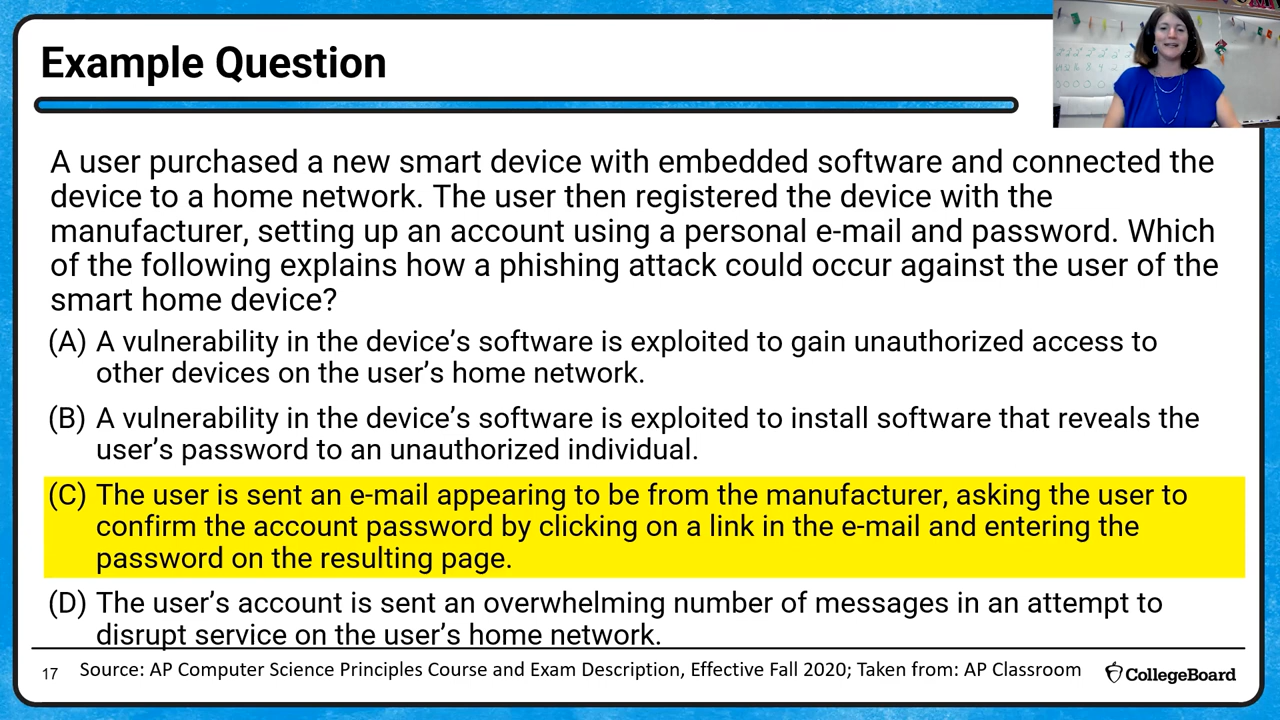 Example Question
A user purchased a new smart device with embedded software and connected the
device to a home network. The user then registered the device with the
manufacturer, setting up an account using a personal e-mail and password. Which
of the following explains how a phishing attack could occur against the user of the
smart home device?
(A) A vulnerability in the device’s software is exploited to gain unauthorized access to
other devices on the user’s home network.
(B) A vulnerability in the device’s software is exploited to install software that reveals the
user’s password to an unauthorized individual.
(C) The user is sent an e-mail appearing to be from the manufacturer, asking the user to
confirm the account password by clicking on a link in the e-mail and entering the
password on the resulting page.
(D) The user’s account is sent an overwhelming number of messages in an attempt to
disrupt service on the user’s home network.
17 Source: AP Computer Science Principles Course and Exam Description, Effective Fall 2020; Taken from: AP Classroom CollegeBoard